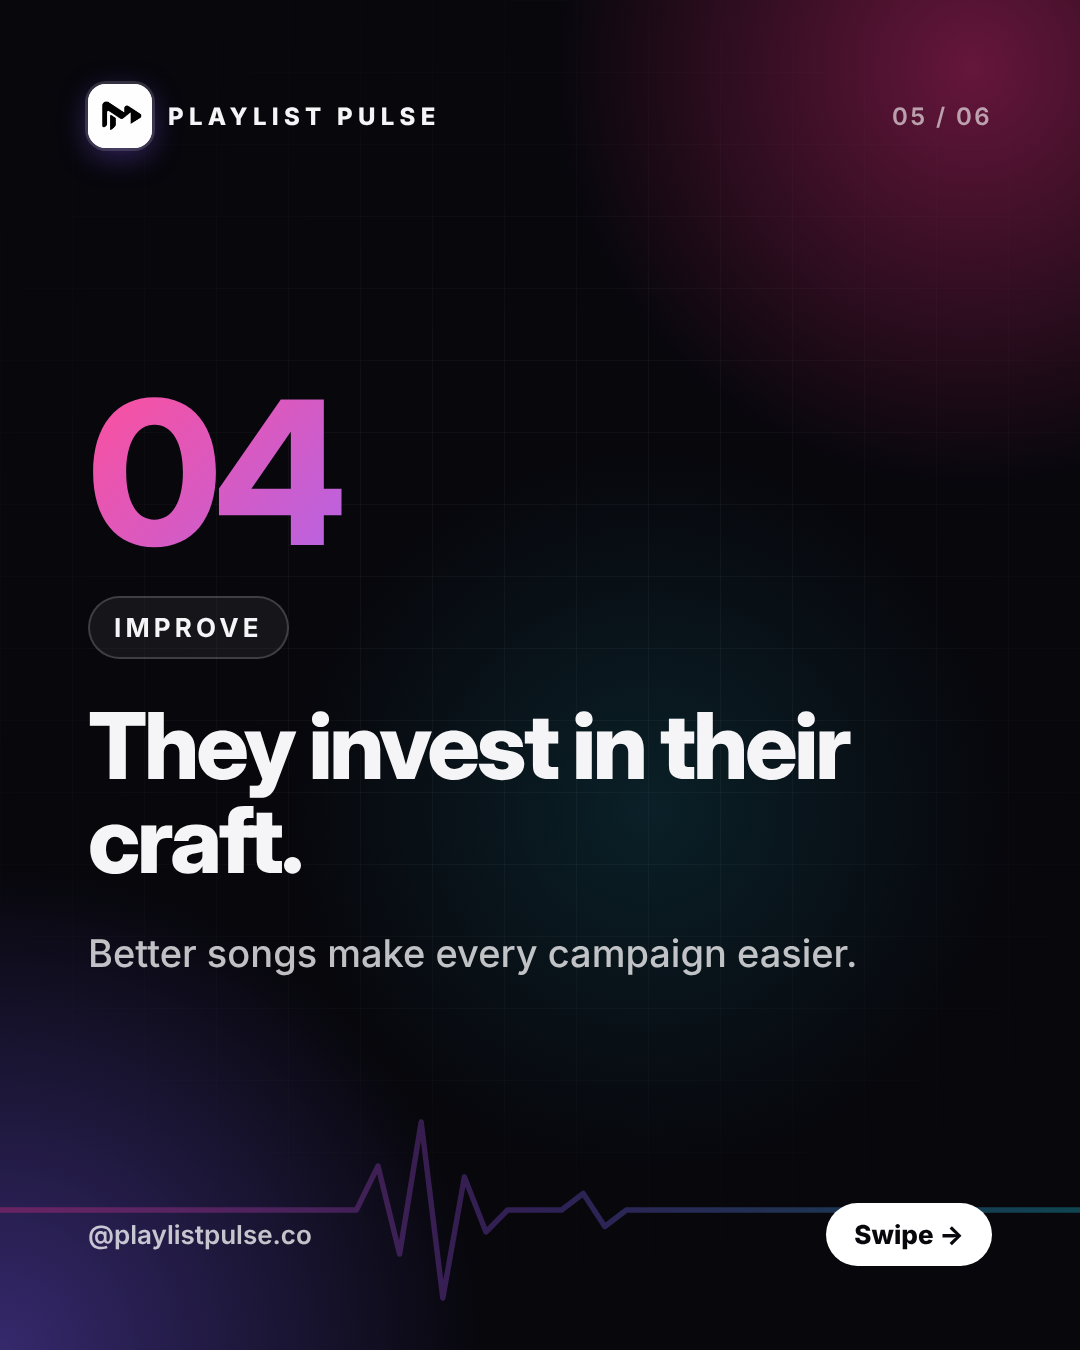 PLAYLIST PULSE
05 / 06
04
IMPROVE
They invest in their
craft.
Better songs make every campaign easier.
@playlistpulse.co
Swipe →